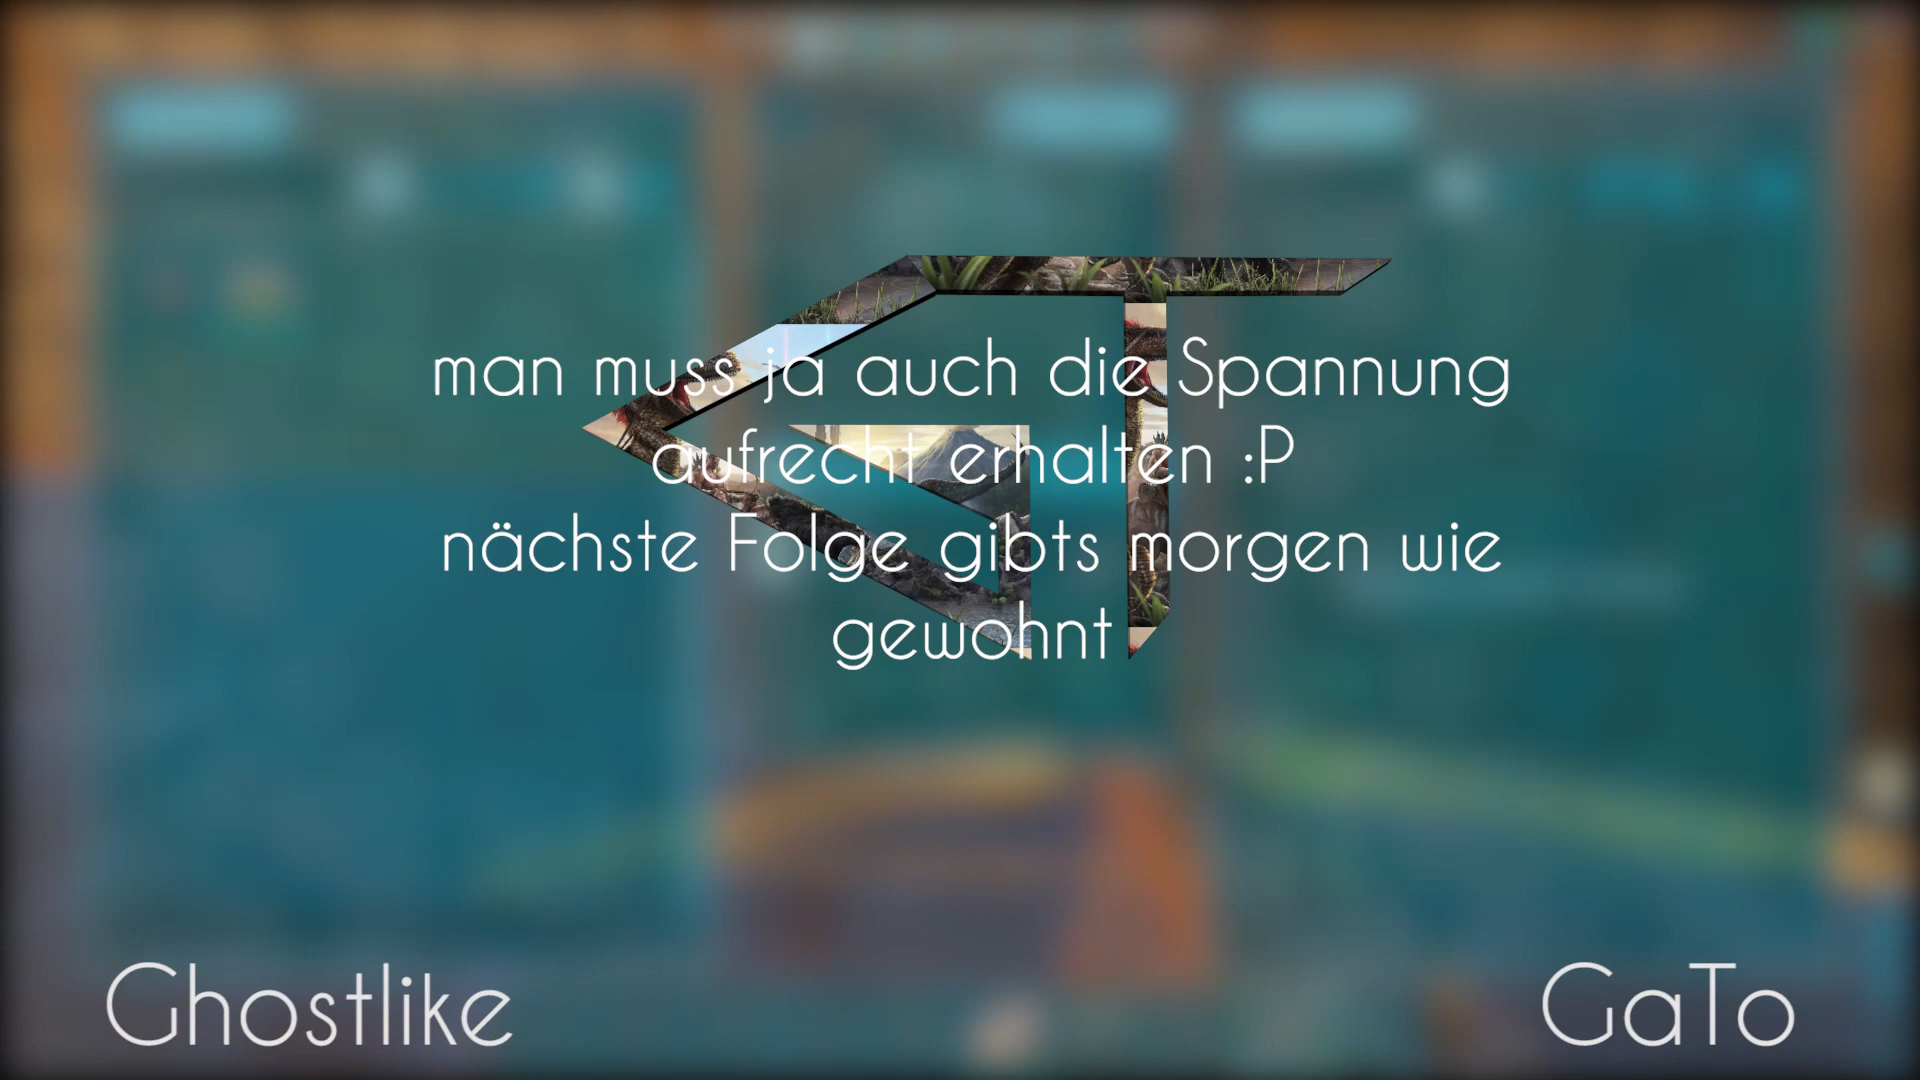 man muss ja auch die Spannung
aufrecht erhalten :P
nächste Folge gibts morgen wie
gewohnt
Ghostlike
GaTo